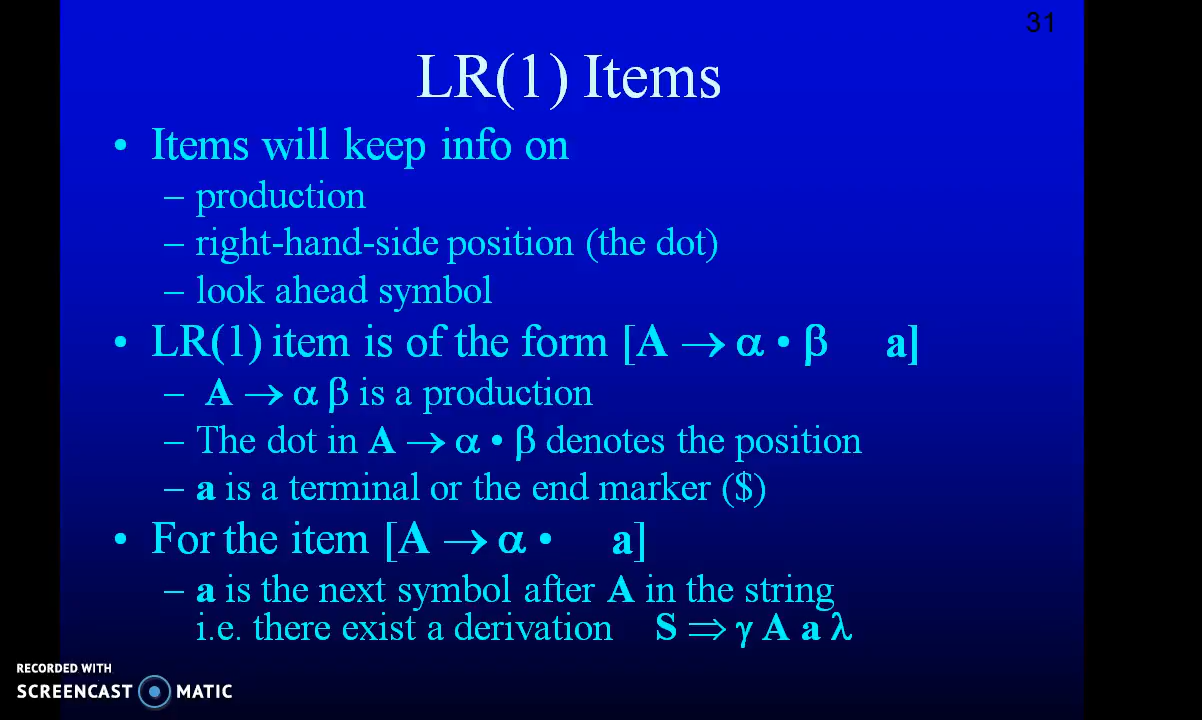 31
LR(1) Items
• Items will keep info on
– production
– right-hand-side position (the dot)
– look ahead symbol
• LR(1) item is of the form [A → α • β a]
– A → α β is a production
– The dot in A → α • β denotes the position
– a is a terminal or the end marker ($)
• For the item [A → α • a]
– a is the next symbol after A in the string
i.e. there exist a derivation S ⇒ γ A a λ
RECORDED WITH
SCREENCAST MATIC